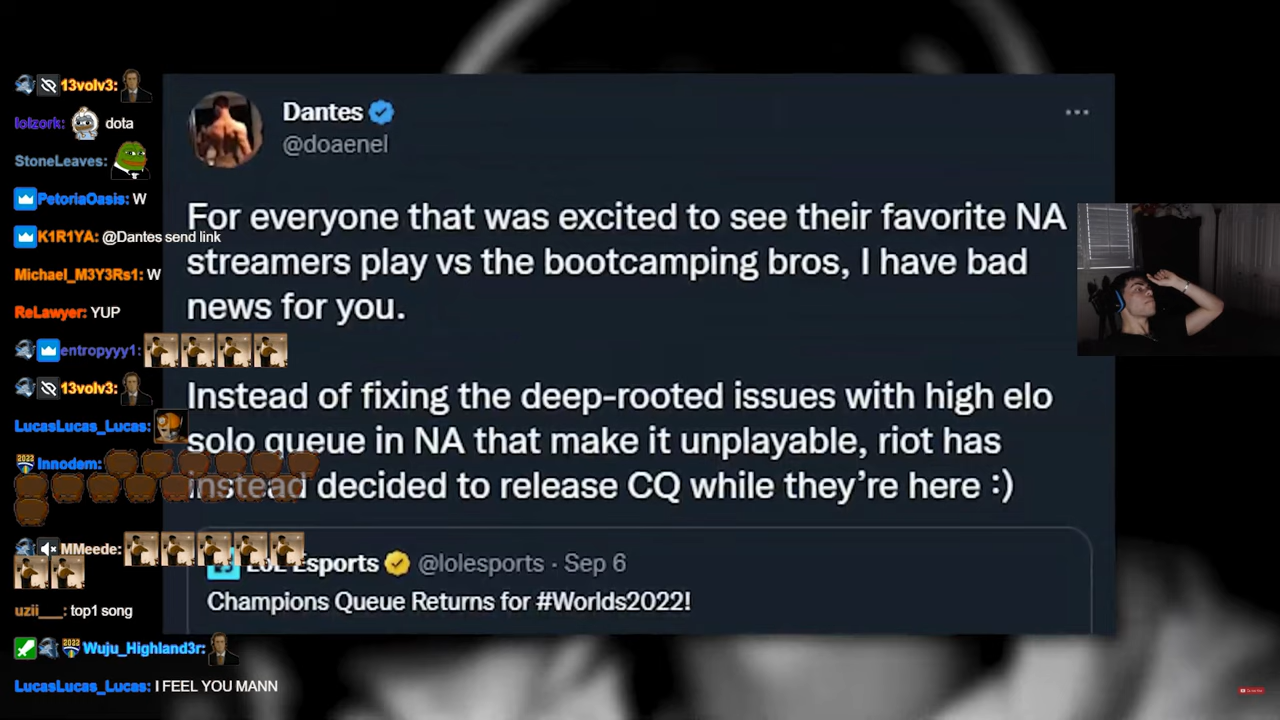 13volv3:
lolzork: dota
StoneLeaves:
PetoriaOasis: W
K1R1YA: @Dantes send link
Michael_M3Y3Rs1: W
ReLawyer: YUP
entropyyy1:
13volv3:
LucasLucas_Lucas:
Innodem:
MMeede:
uzii___: top1 song
Wuju_Highland3r:
LucasLucas_Lucas: I FEEL YOU MANN
Dantes
@doaenel
For everyone that was excited to see their favorite NA
streamers play vs the bootcamping bros, I have bad
news for you.
Instead of fixing the deep-rooted issues with high elo
solo queue in NA that make it unplayable, riot has
instead decided to release CQ while they’re here :)
LoL Esports @lolesports · Sep 6
Champions Queue Returns for #Worlds2022!